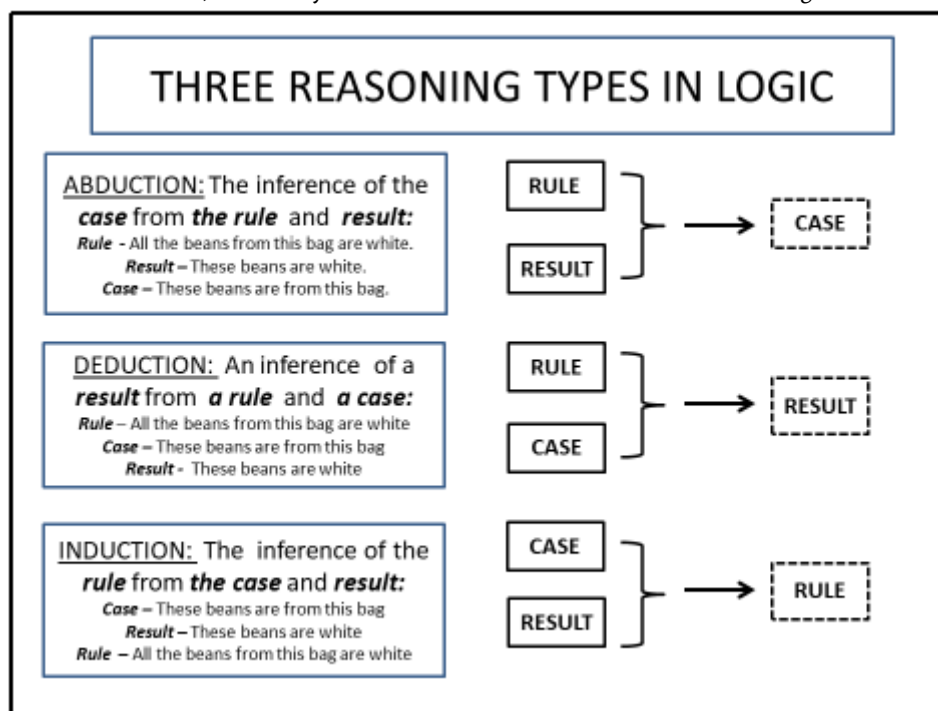 THREE REASONING TYPES IN LOGIC
ABDUCTION: The inference of the
case from the rule and result:
Rule - All the beans from this bag are white.
Result – These beans are white.
Case – These beans are from this bag.
RULE
RESULT
CASE
DEDUCTION: An inference of a
result from a rule and a case:
Rule – All the beans from this bag are white
Case – These beans are from this bag
Result - These beans are white
RULE
CASE
RESULT
INDUCTION: The inference of the
rule from the case and result:
Case – These beans are from this bag
Result – These beans are white
Rule – All the beans from this bag are white
CASE
RESULT
RULE